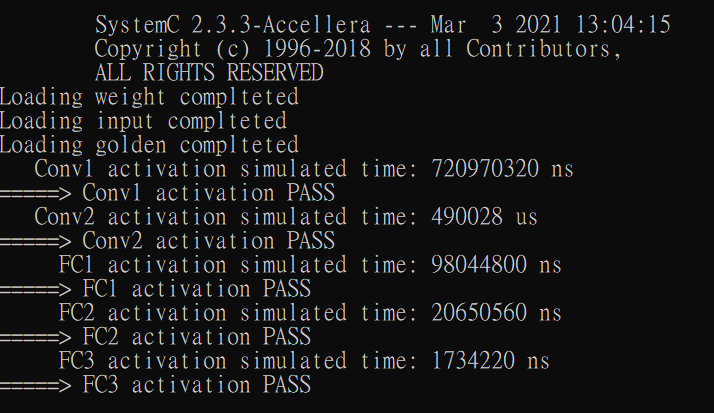 SystemC 2.3.3-Accellera --- Mar  3 2021 13:04:15
Copyright (c) 1996-2018 by all Contributors,
ALL RIGHTS RESERVED
Loading weight complteted
Loading input complteted
Loading golden complteted
Conv1 activation simulated time: 720970320 ns
=====> Conv1 activation PASS
Conv2 activation simulated time: 490028 us
=====> Conv2 activation PASS
FC1 activation simulated time: 98044800 ns
=====> FC1 activation PASS
FC2 activation simulated time: 20650560 ns
=====> FC2 activation PASS
FC3 activation simulated time: 1734220 ns
=====> FC3 activation PASS